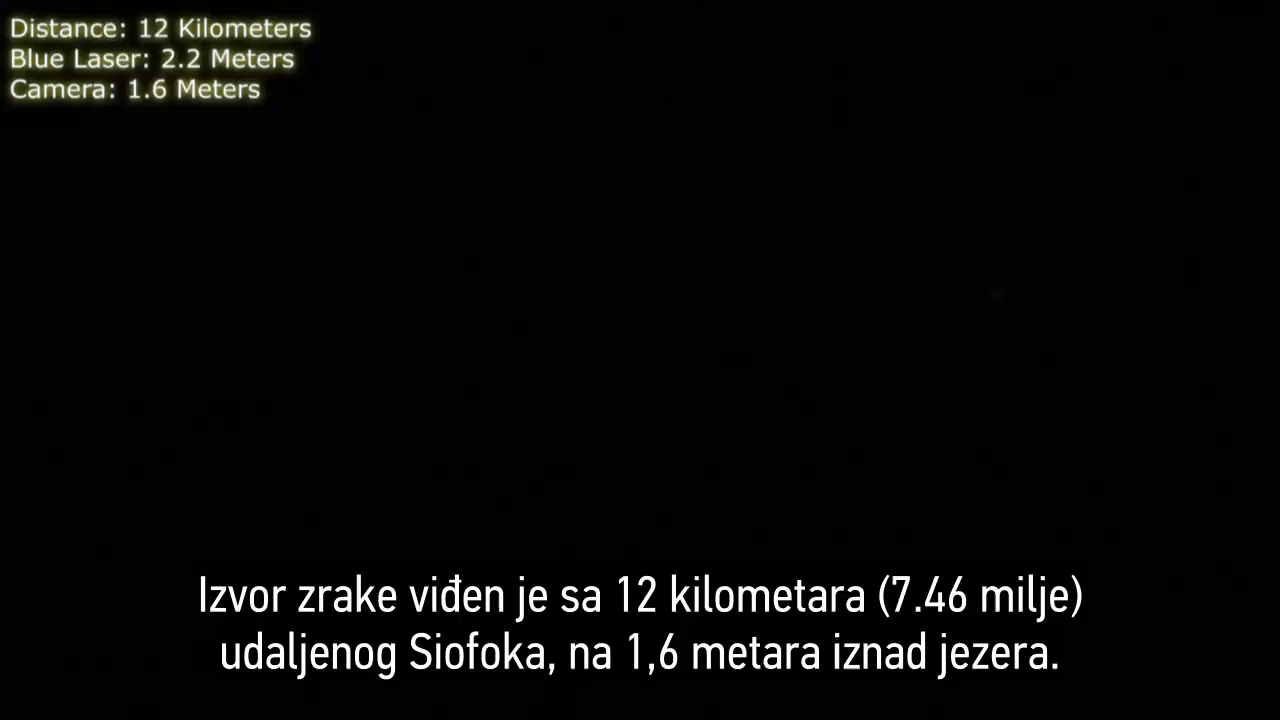 Distance: 12 Kilometers
Blue Laser: 2.2 Meters
Camera: 1.6 Meters
Izvor zrake viđen je sa 12 kilometara (7.46 milje)
udaljenog Siofoka, na 1,6 metara iznad jezera.